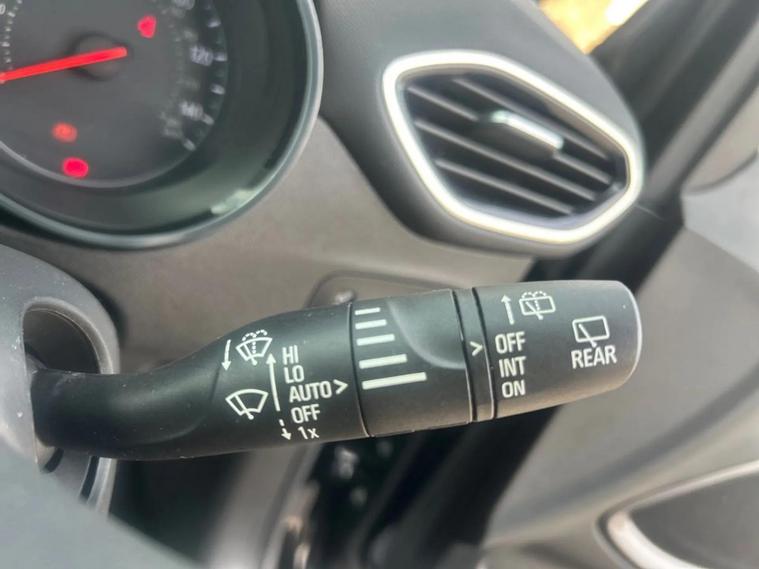 120
140
HI
LO
AUTO >
OFF
1x
>
OFF
INT
ON
REAR